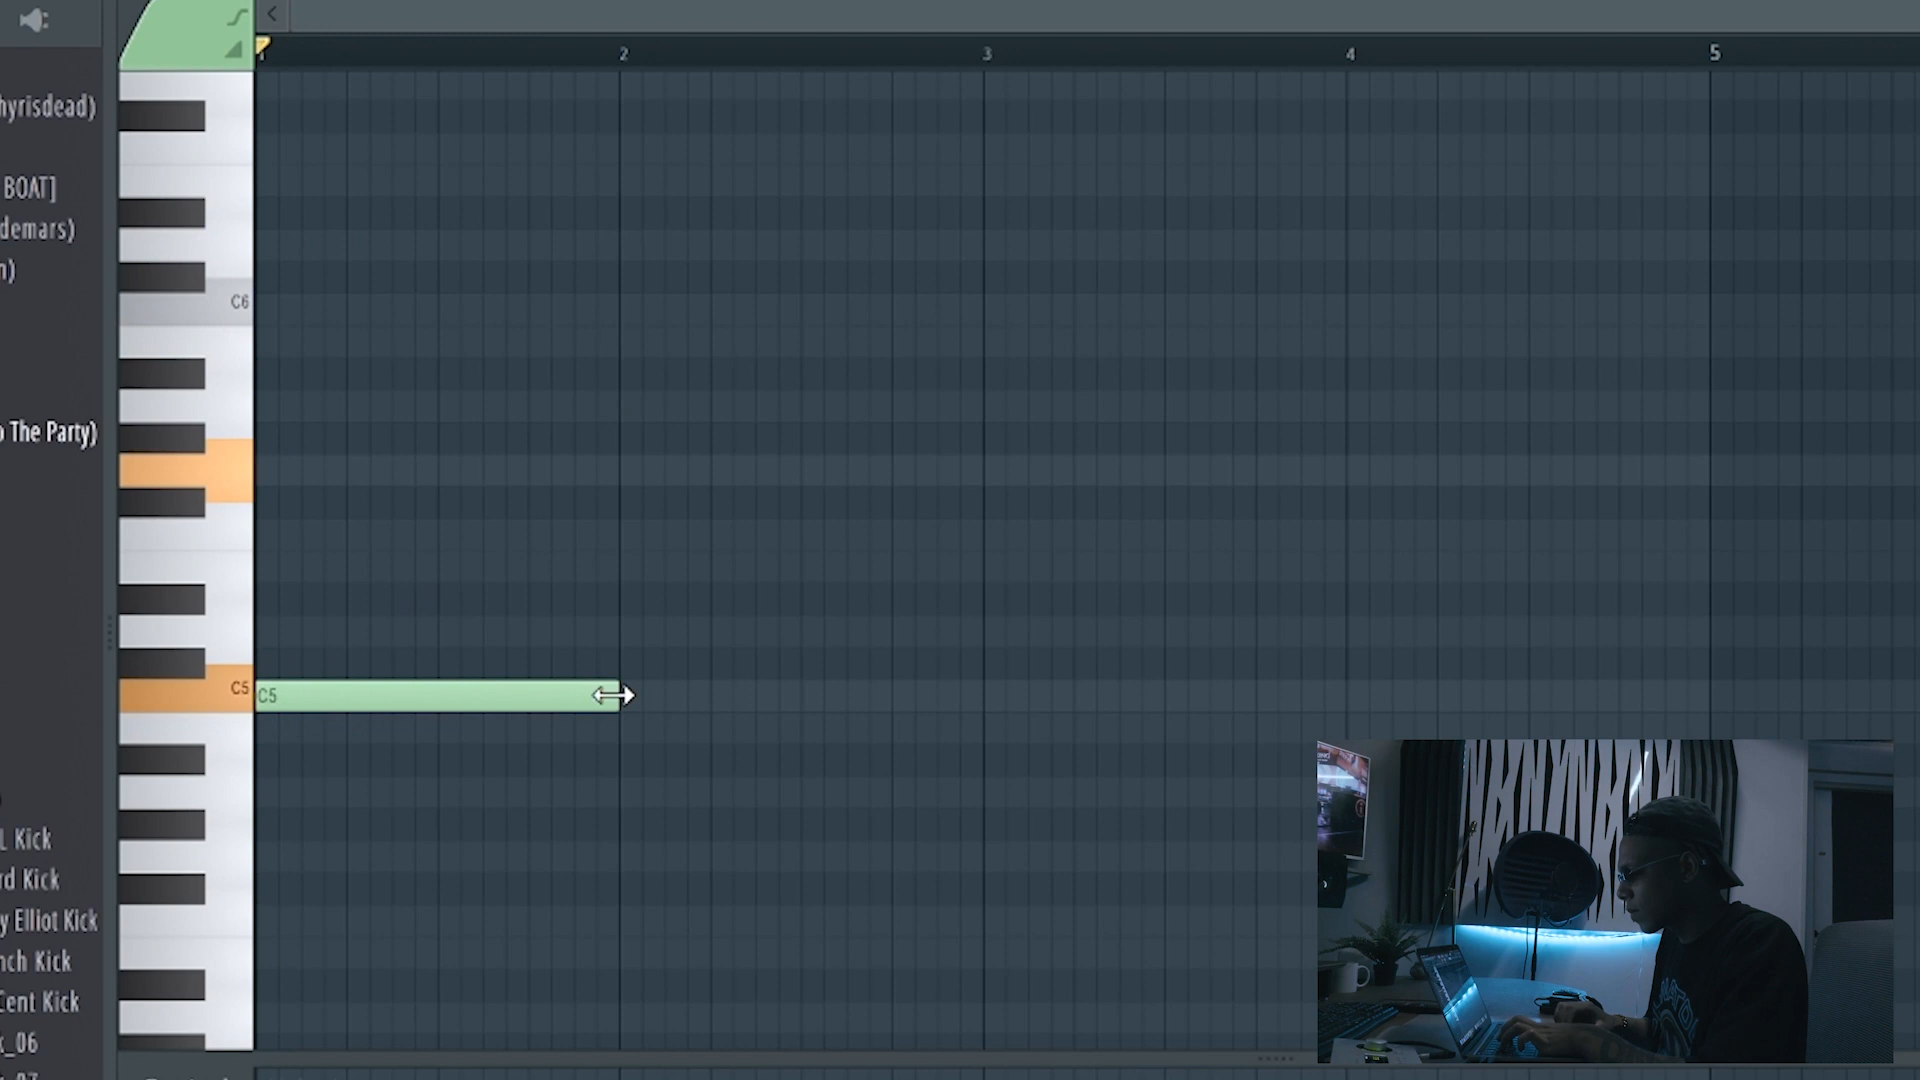 1
2
3
4
5
hyrisdead)
BOAT]
demars)
n)
C6
o The Party)
C5
C5
L Kick
rd Kick
y Elliot Kick
nch Kick
Cent Kick
k_06